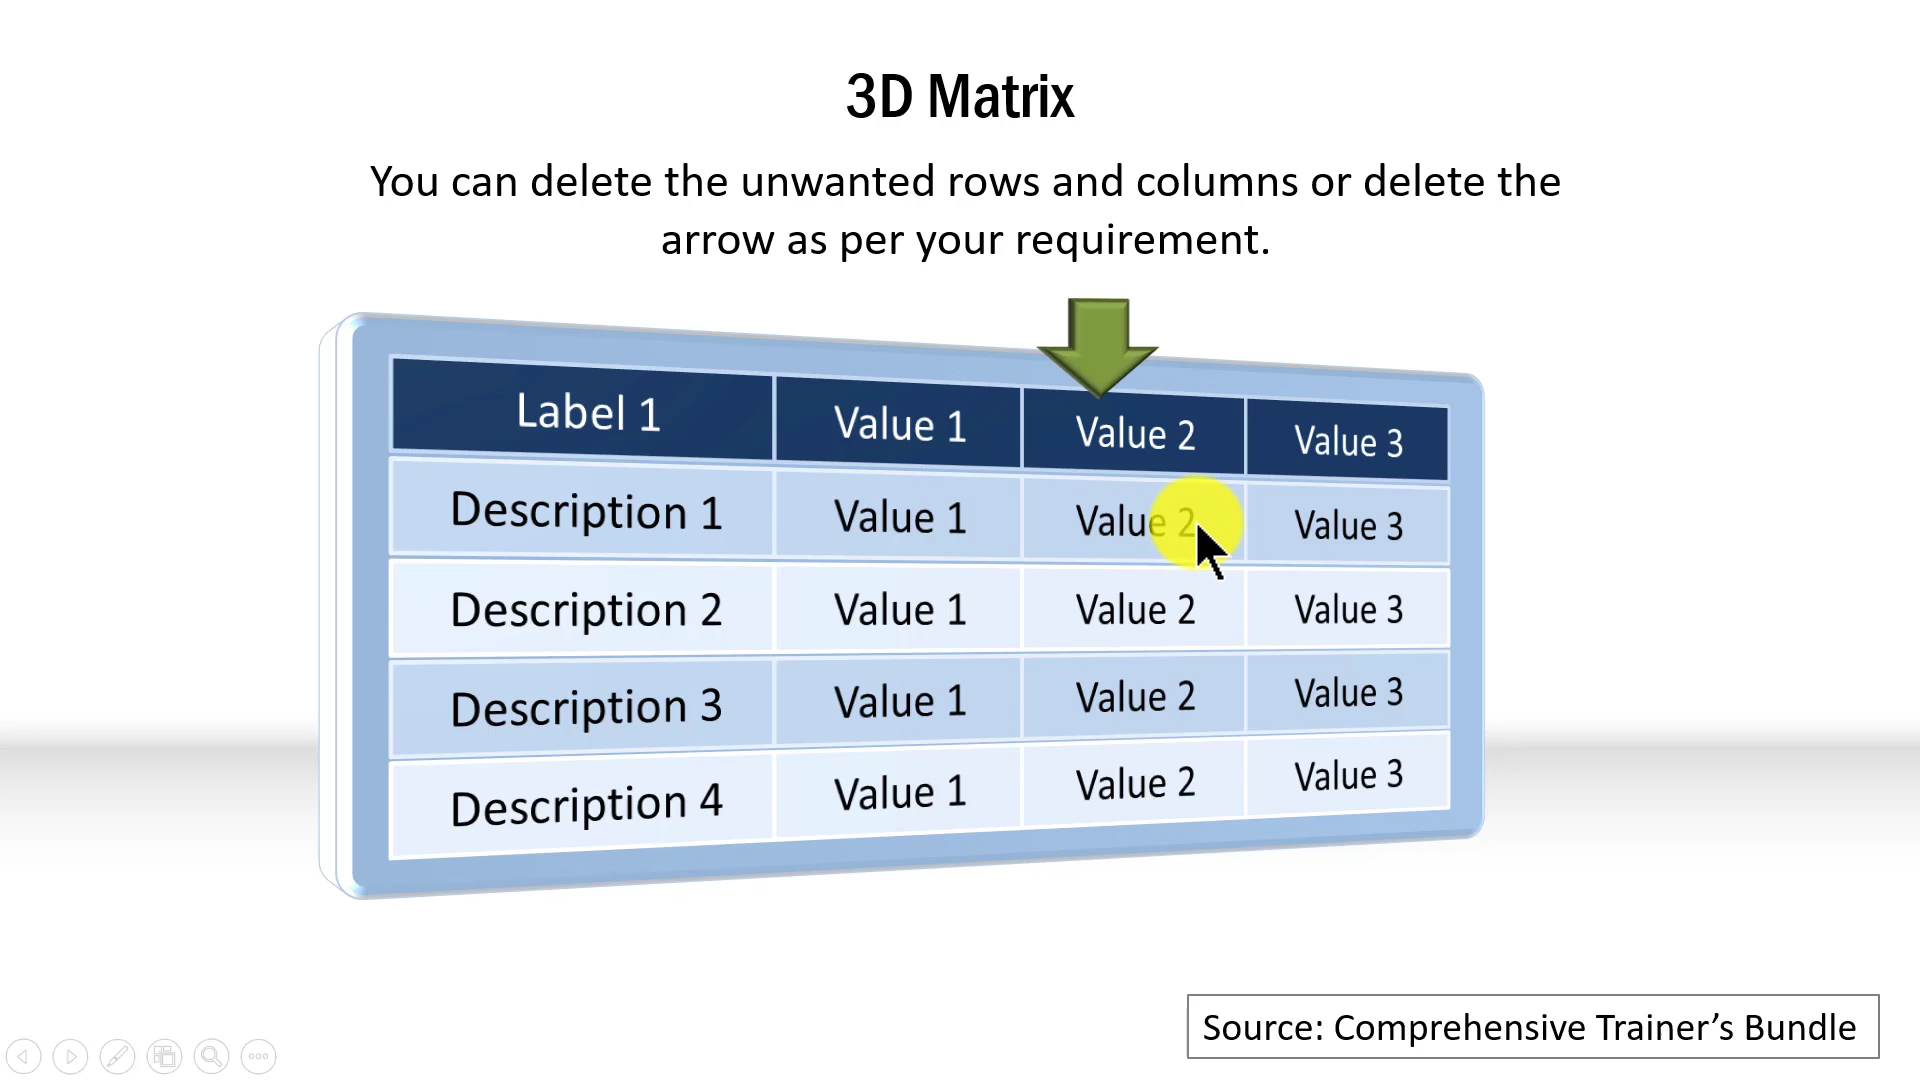 3D Matrix
You can delete the unwanted rows and columns or delete the
arrow as per your requirement.
Label 1 Value 1 Value 2 Value 3
Description 1 Value 1 Value 2 Value 3
Description 2 Value 1 Value 2 Value 3
Description 3 Value 1 Value 2 Value 3
Description 4 Value 1 Value 2 Value 3
Source: Comprehensive Trainer’s Bundle